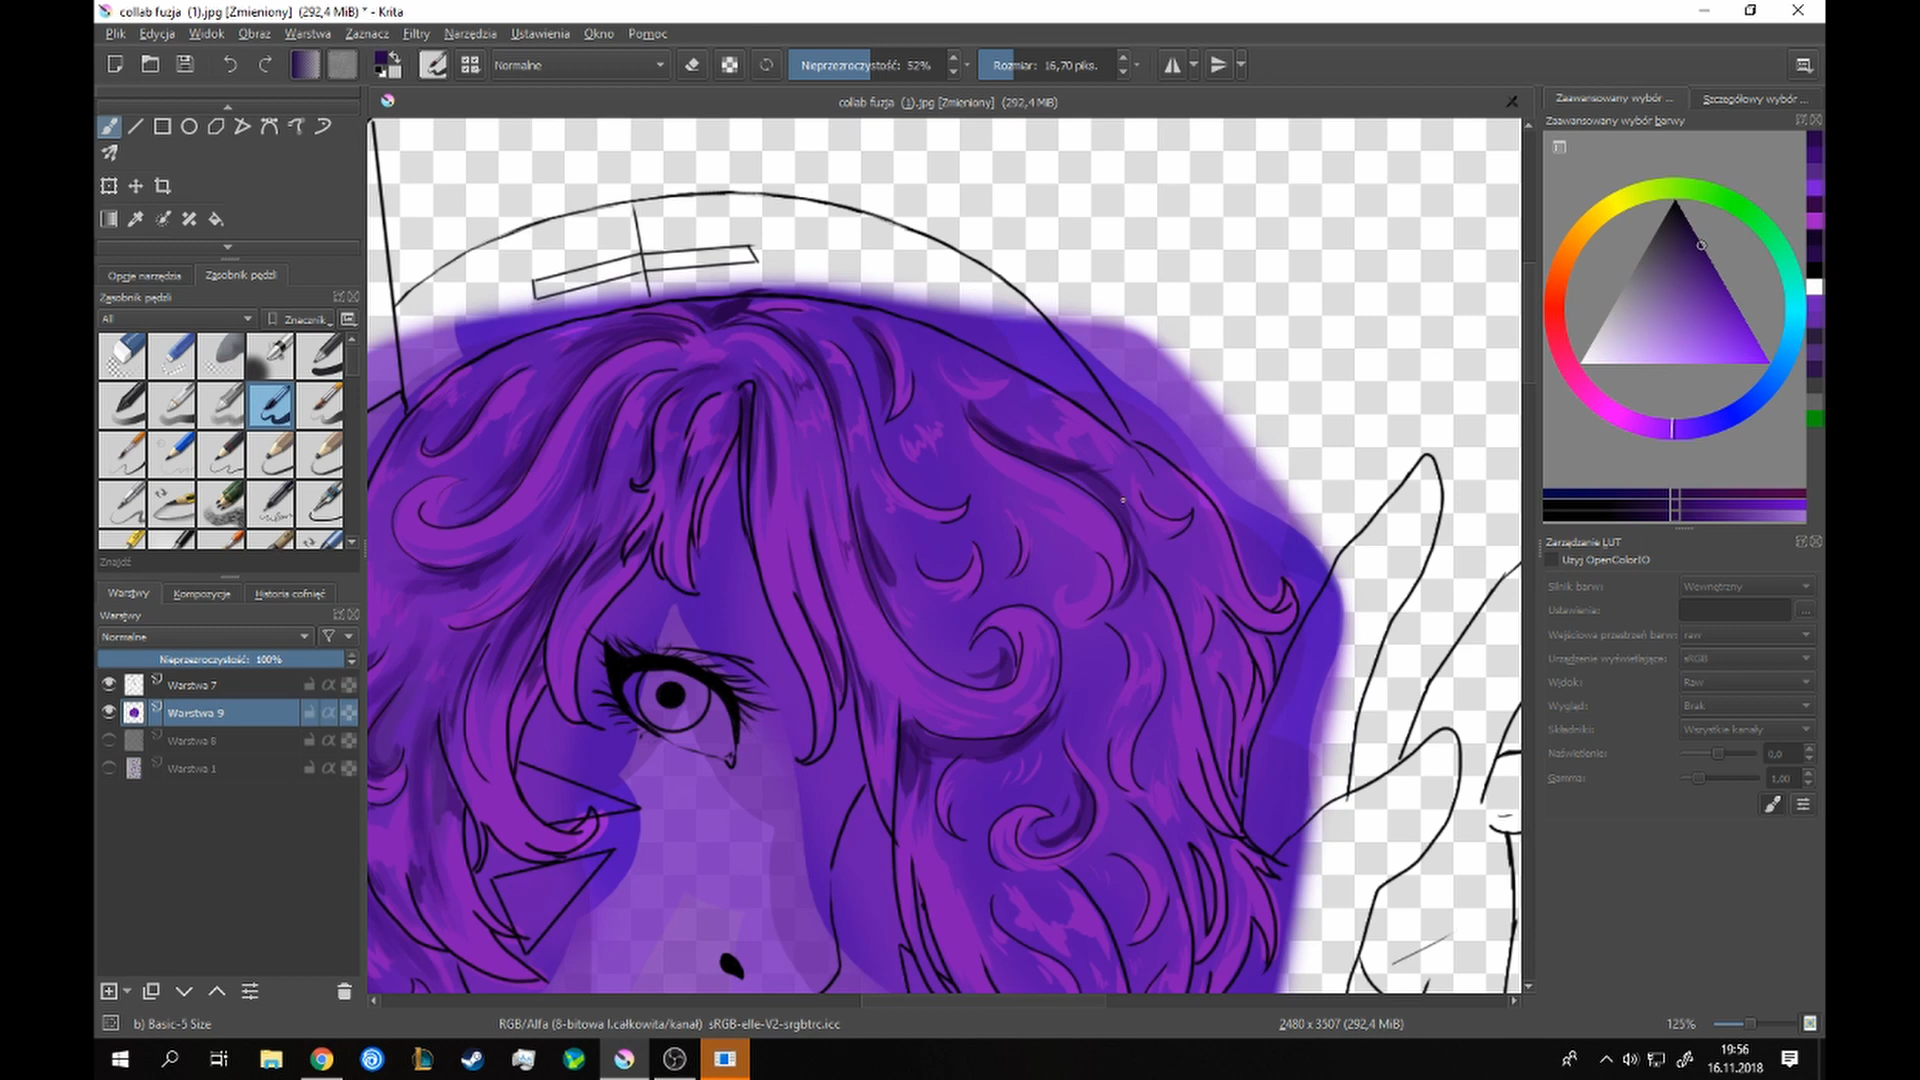 collab fuzja (1).jpg [Zmieniony] (292,4 MiB) * - Krita
Plik Edycja Widok Obraz Warstwa Zaznacz Filtry Narzędzia Ustawienia Okno Pomoc
Normalne Nieprzezroczystość: 52% Rozmiar: 16,70 piks.
collab fuzja (1).jpg [Zmieniony] (292,4 MiB)
Zaawansowany wybór ... Szczegółowy wybór ...
Zaawansowany wybór barwy
Opcje narzędzia Zasobnik pędzli
Zasobnik pędzli
All Znacznik
Znajdź
Warstwy Kompozycje Historia cofnięć
Warstwy
Normalne
Nieprzezroczystość: 100%
Warstwa 7
Warstwa 9
Warstwa 8
Warstwa 1
Zarządzanie LUT
Użyj OpenColorIO
Silnik barw: Wewnętrzny
Ustawienia: ...
Wejściowa przestrzeń barw: raw
Urządzenie wyświetlające: sRGB
Widok: Raw
Wygląd: Brak
Składniki: Wszystkie kanały
Naświetlenie: 0,0
Gamma: 1,00
b) Basic-5 Size RGB/Alfa (8-bitowa l.całkowita/kanał) sRGB-elle-V2-srgbtrc.icc 2480 x 3507 (292,4 MiB) 125%
19:56
16.11.2018